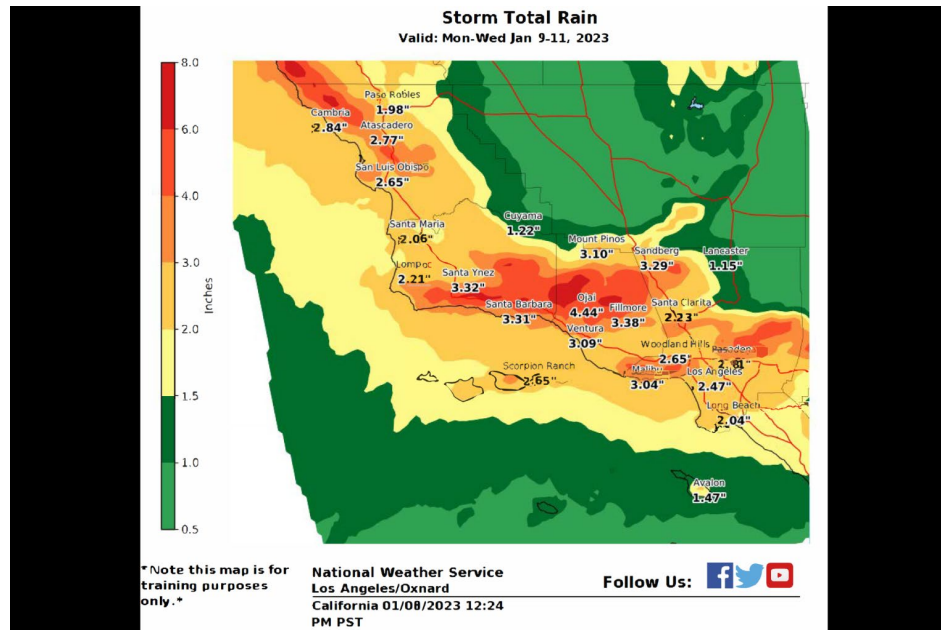 Storm Total Rain
Valid: Mon-Wed Jan 9-11, 2023
8.0
6.0
4.0
3.0
2.0
1.5
1.0
0.5
Inches
Paso Robles
1.98"
Cambria
2.84"
Atascadero
2.77"
San Luis Obispo
2.65"
Santa Maria
2.06"
Cuyama
1.22"
Mount Pinos
3.10"
Sandberg
3.29"
Lancaster
1.15"
Lompoc
2.21"
Santa Ynez
3.32"
Santa Barbara
3.31"
Ojai
4.44"
Fillmore
3.38"
Santa Clarita
2.23"
Ventura
3.09"
Woodland Hills
2.65"
Scorpion Ranch
2.65"
Malibu
3.04"
Los Angeles
2.47"
Long Beach
2.04"
Avalon
1.47"
*Note this map is for
training purposes
only.*
National Weather Service
Los Angeles/Oxnard
California 01/08/2023 12:24
PM PST
Follow Us: